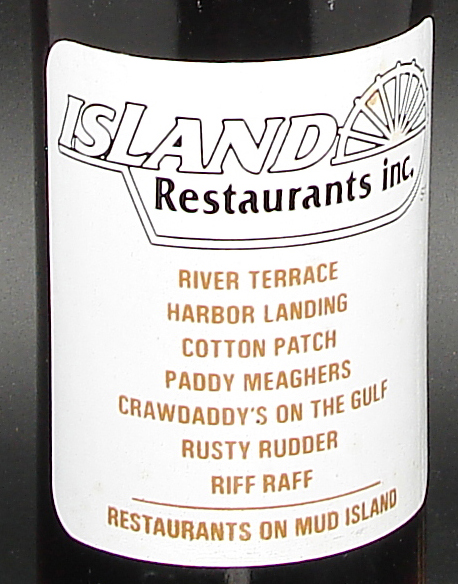 ISLAND
Restaurants inc.
RIVER TERRACE
HARBOR LANDING
COTTON PATCH
PADDY MEAGHERS
CRAWDADDY'S ON THE GULF
RUSTY RUDDER
RIFF RAFF
RESTAURANTS ON MUD ISLAND